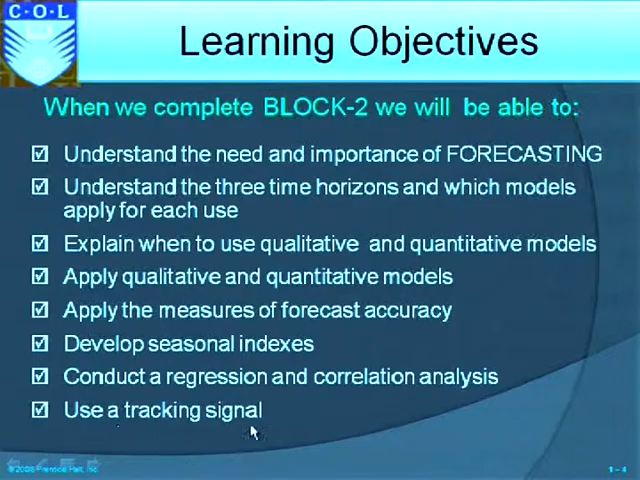 C·O·L
Learning Objectives
When we complete BLOCK-2 we will be able to:
Understand the need and importance of FORECASTING
Understand the three time horizons and which models
apply for each use
Explain when to use qualitative and quantitative models
Apply qualitative and quantitative models
Apply the measures of forecast accuracy
Develop seasonal indexes
Conduct a regression and correlation analysis
Use a tracking signal
©2008 Prentice Hall, Inc.
1 – 4